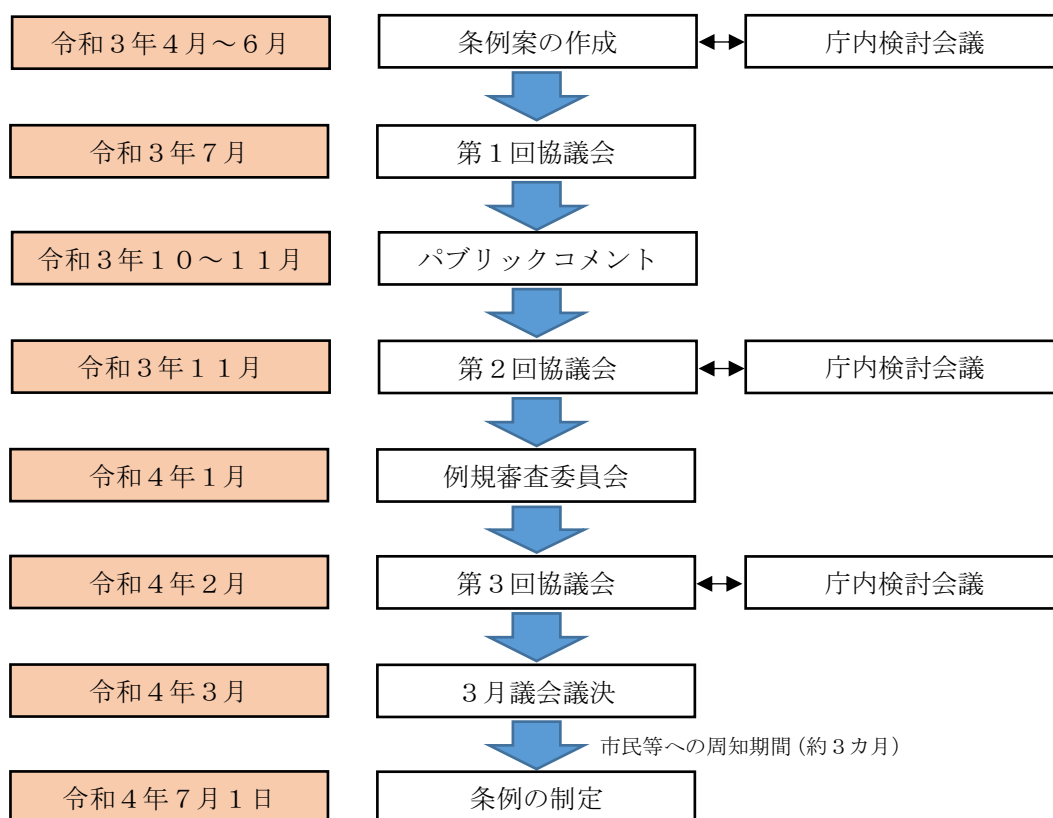 令和３年４月～６月
条例案の作成
庁内検討会議
令和３年７月
第１回協議会
令和３年１０～１１月
パブリックコメント
令和３年１１月
第２回協議会
庁内検討会議
令和４年１月
例規審査委員会
令和４年２月
第３回協議会
庁内検討会議
令和４年３月
３月議会議決
市民等への周知期間（約３カ月）
令和４年７月１日
条例の制定